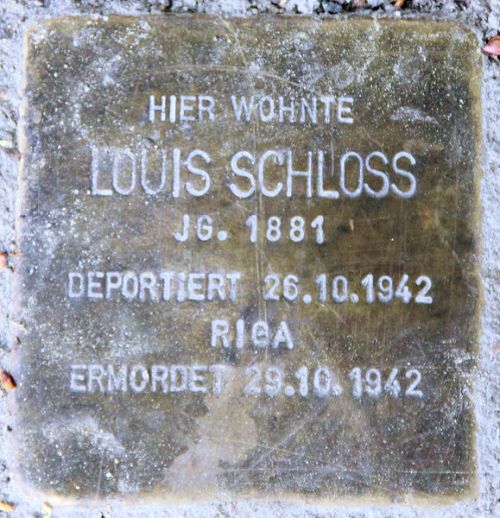 HIER WOHNTE
LOUIS SCHLOSS
JG. 1881
DEPORTIERT 26.10.1942
RIGA
ERMORDET 29.10.1942